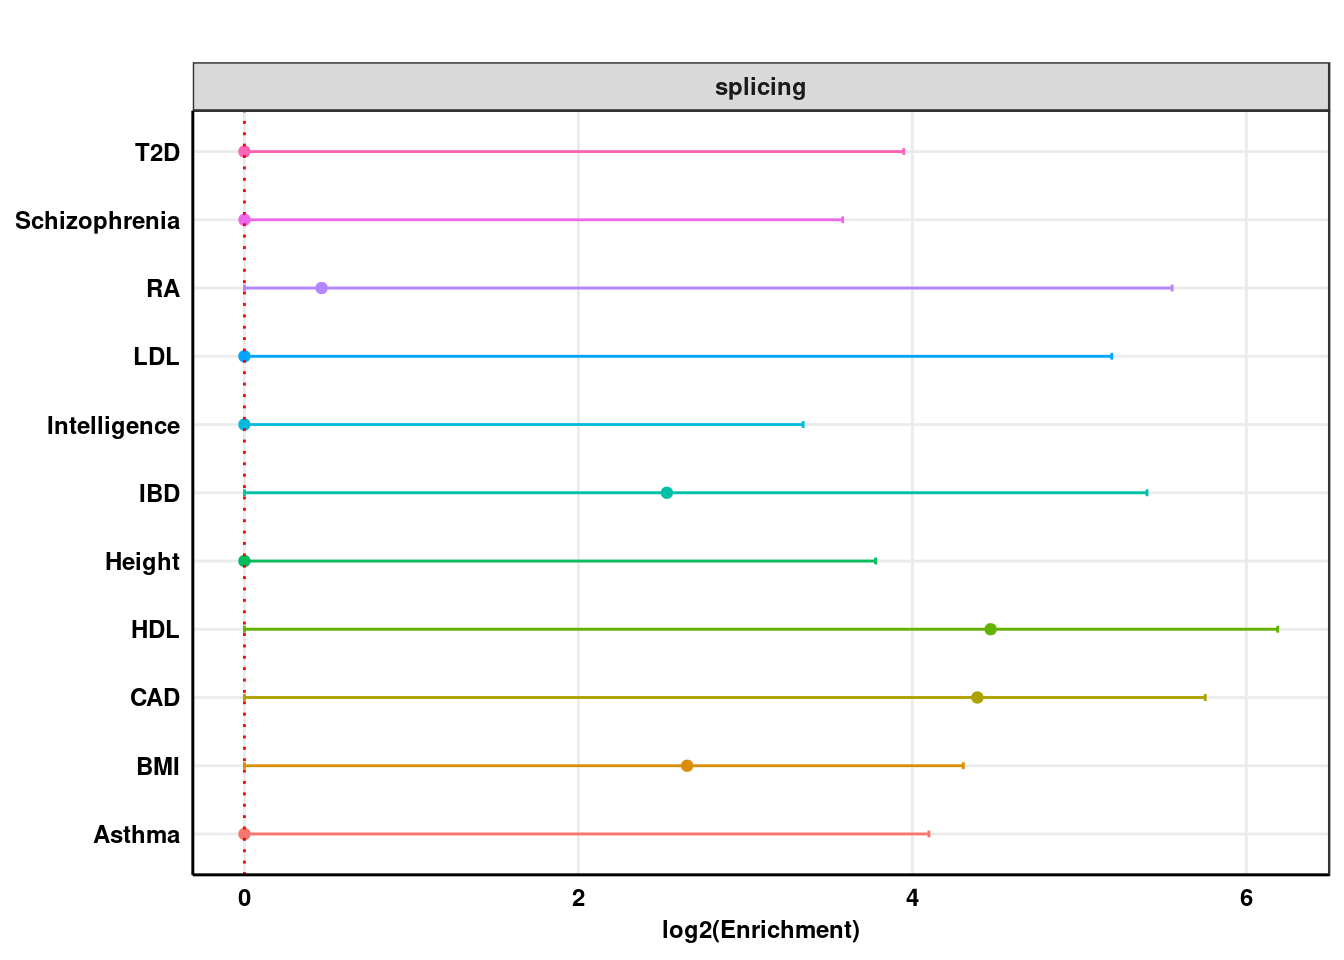 splicing
T2D
Schizophrenia
RA
LDL
Intelligence
IBD
Height
HDL
CAD
BMI
Asthma
0 2 4 6
log2(Enrichment)